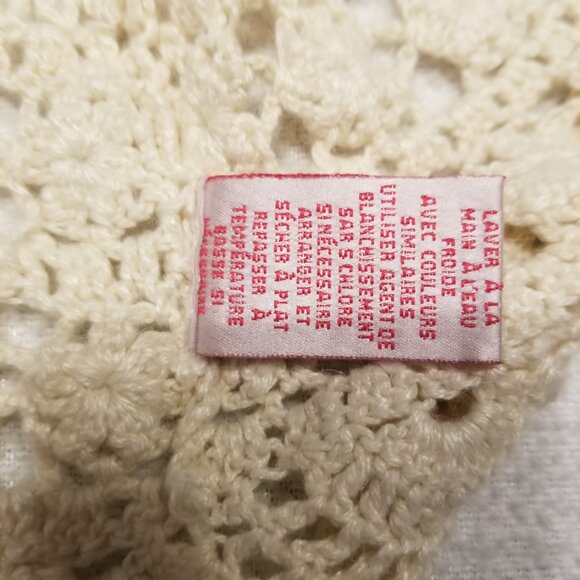 LAVER À LA
MAIN À L'EAU
FROIDE
AVEC COULEURS
SIMILAIRES
UTILISER AGENT DE
BLANCHISSEMENT
SAR S CHLORE
SI NÉCESSAIRE
ARRANGER ET
SÉCHER À PLAT
REPASSER À
TEMPÉRATURE
BASSE SI